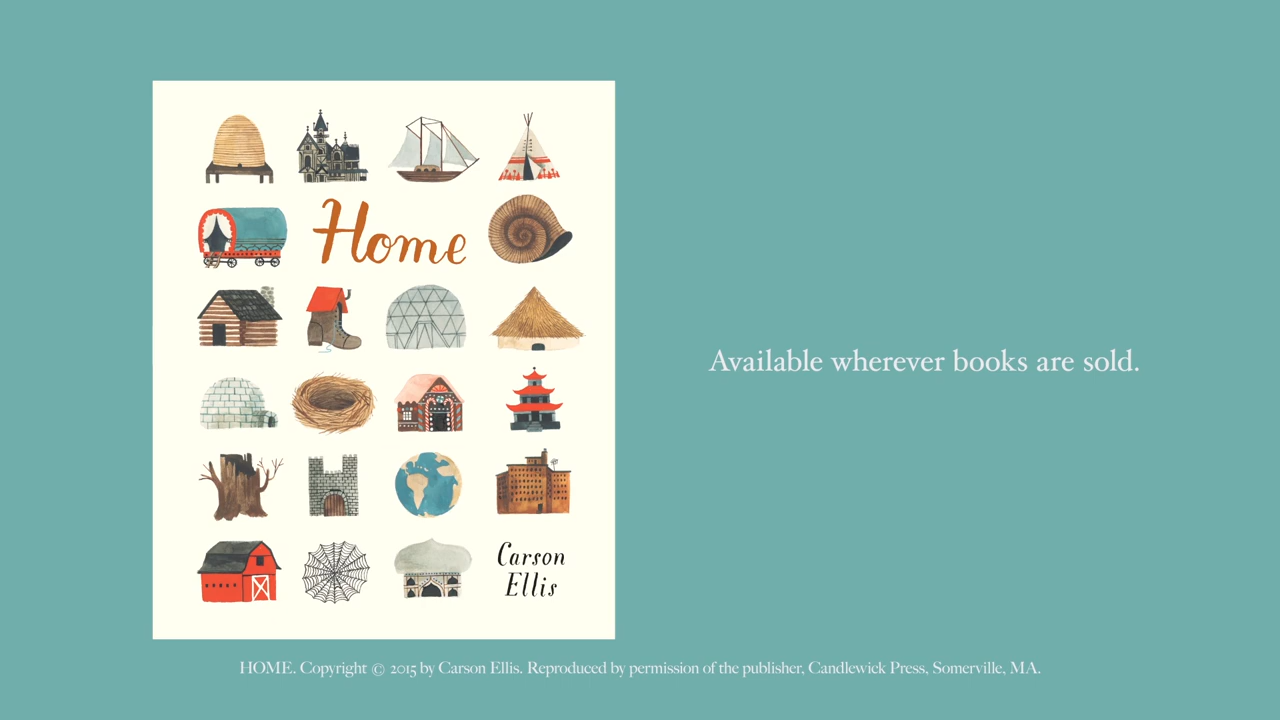 Home
Carson
Ellis
Available wherever books are sold.
HOME. Copyright © 2015 by Carson Ellis. Reproduced by permission of the publisher, Candlewick Press, Somerville, MA.